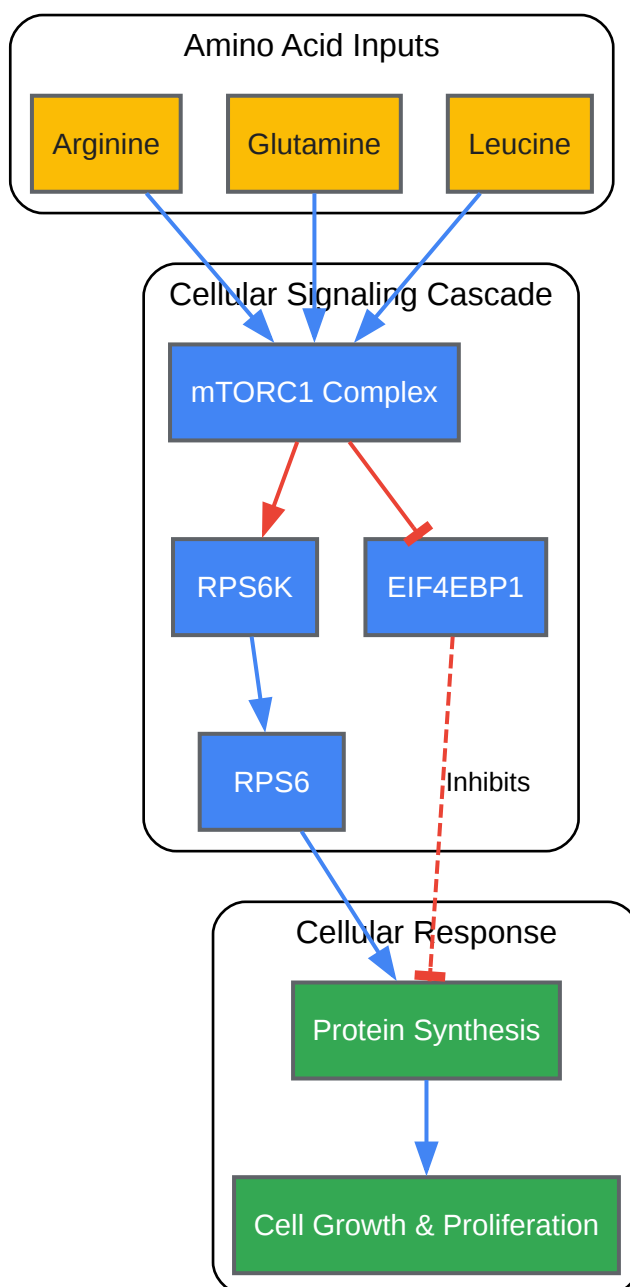 Amino Acid Inputs
Arginine
Glutamine
Leucine
Cellular Signaling Cascade
mTORC1 Complex
RPS6K
EIF4EBP1
RPS6
Inhibits
Cellular Response
Protein Synthesis
Cell Growth & Proliferation